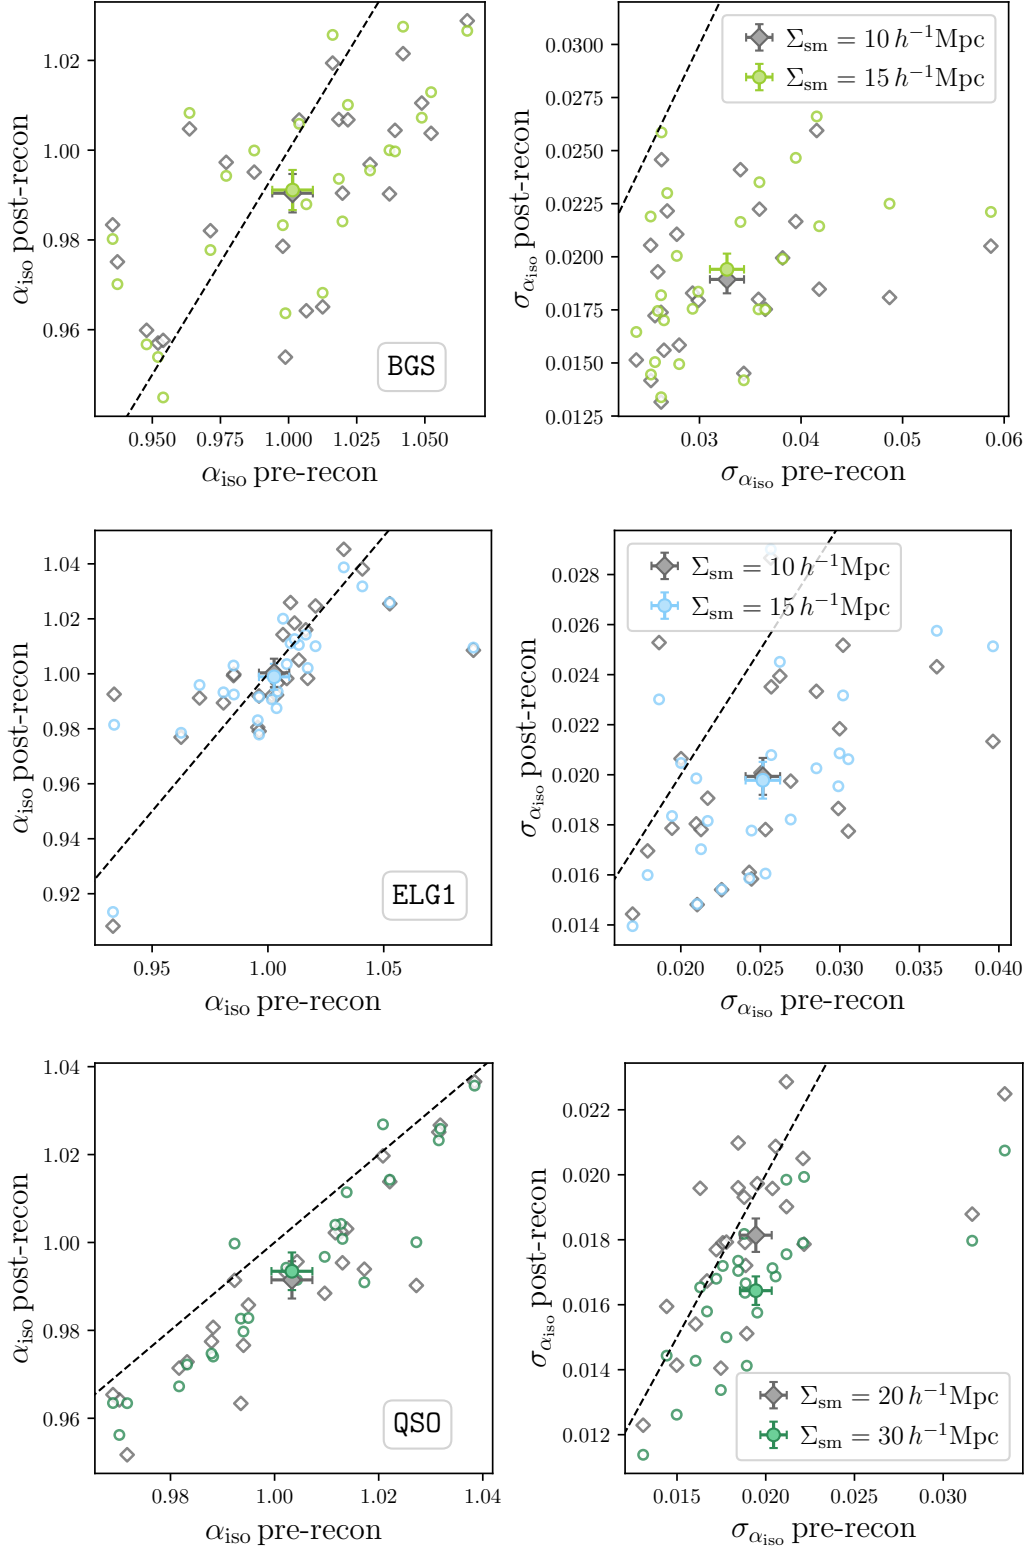 1.02
1.00
0.98
0.96
α_iso post-recon
BGS
0.950 0.975 1.000 1.025 1.050
α_iso pre-recon
Σ_sm = 10 h⁻¹Mpc
Σ_sm = 15 h⁻¹Mpc
0.0300
0.0275
0.0250
0.0225
0.0200
0.0175
0.0150
0.0125
σ_α_iso post-recon
0.03 0.04 0.05 0.06
σ_α_iso pre-recon
1.04
1.02
1.00
0.98
0.96
0.94
0.92
α_iso post-recon
ELG1
0.95 1.00 1.05
α_iso pre-recon
Σ_sm = 10 h⁻¹Mpc
Σ_sm = 15 h⁻¹Mpc
0.028
0.026
0.024
0.022
0.020
0.018
0.016
0.014
σ_α_iso post-recon
0.020 0.025 0.030 0.035 0.040
σ_α_iso pre-recon
1.04
1.02
1.00
0.98
0.96
α_iso post-recon
QSO
0.98 1.00 1.02 1.04
α_iso pre-recon
0.022
0.020
0.018
0.016
0.014
0.012
σ_α_iso post-recon
Σ_sm = 20 h⁻¹Mpc
Σ_sm = 30 h⁻¹Mpc
0.015 0.020 0.025 0.030
σ_α_iso pre-recon